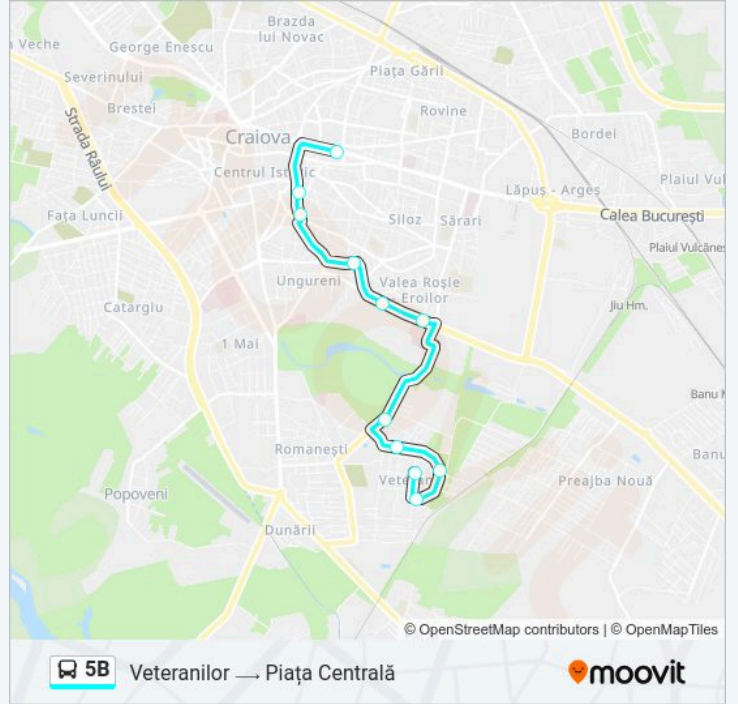 Brazda
lui Novac
a Veche
George Enescu
Piața Gării
Severinului
Brestei
Rovine
Strada Râului
Craiova
Bordei
Centrul Istoric
Plaiul Vul
Lăpuș - Argeș
Fața Luncii
Siloz
Sărari
Calea București
Plaiul Vulcănes
Ungureni
Valea Roșie
Eroilor
Catargiu
Jiu Hm.
1 Mai
Banu M
Romanești
Banu
Preajba Nouă
Popoveni
Dunării
© OpenStreetMap contributors | © OpenMapTiles
5B
Veteranilor → Piața Centrală
moovit